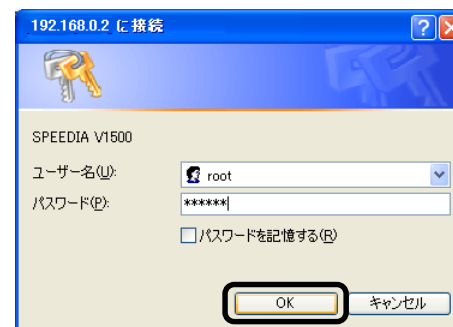 192.168.0.2 に接続
SPEEDIA V1500
ユーザー名(U):
root
パスワード(P):
******
パスワードを記憶する(R)
OK
キャンセル